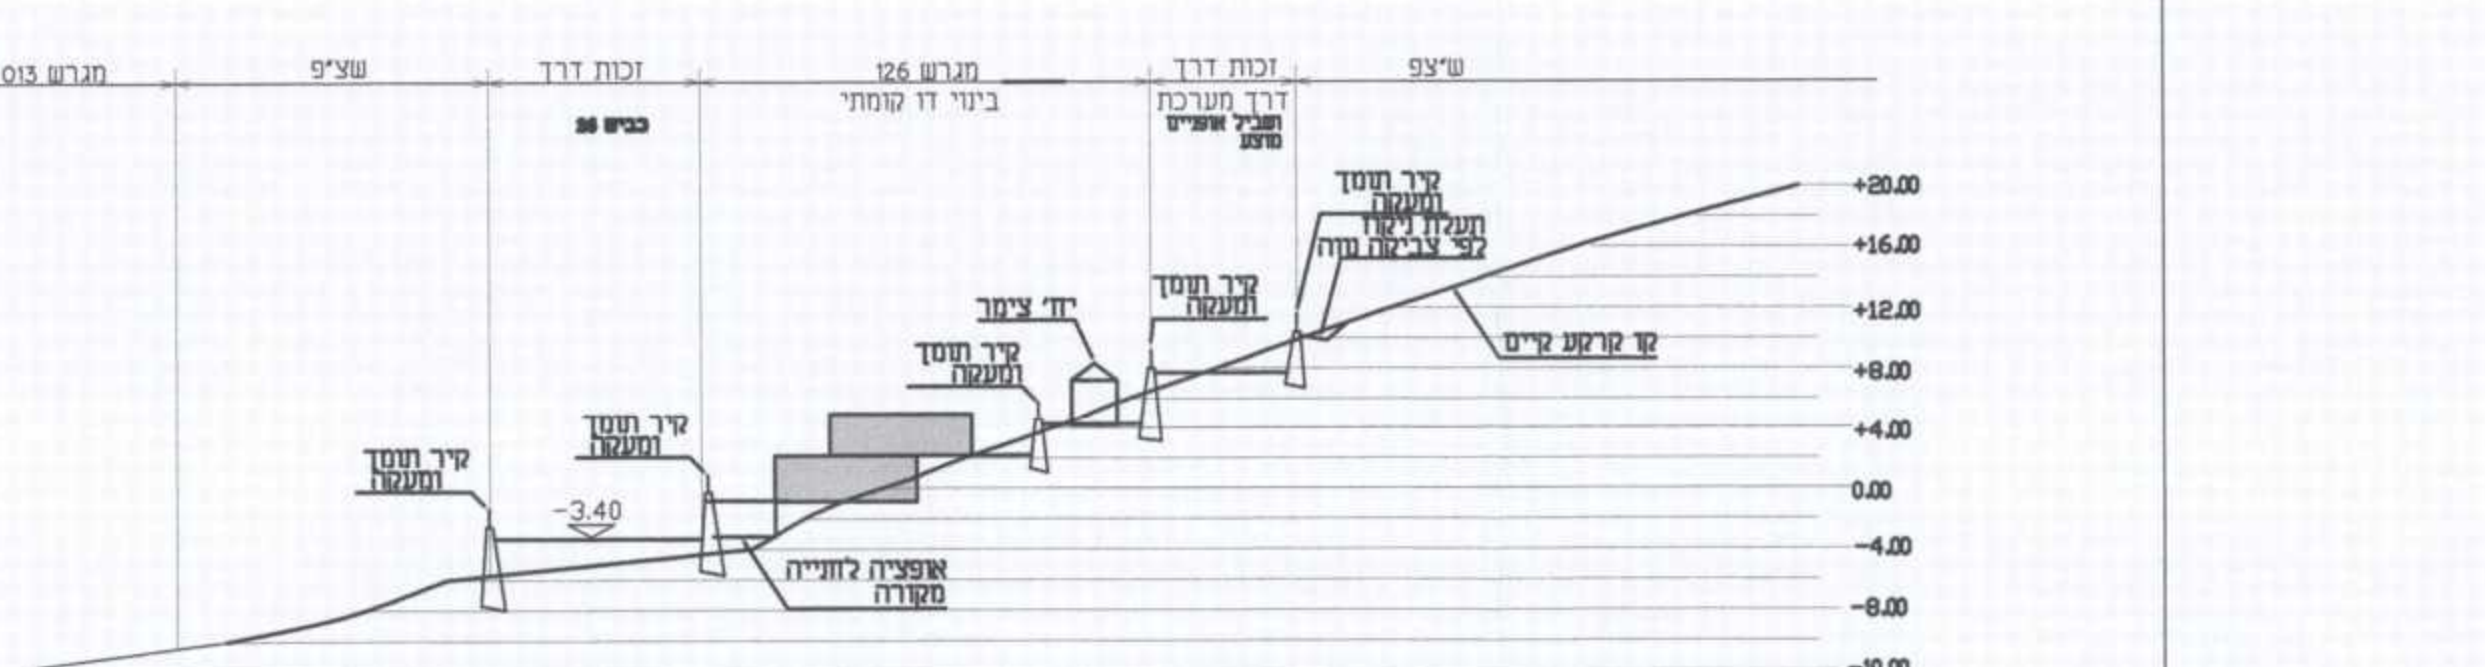 ש״צפ
זכות דרך
מגרש 126
זכות דרך
שצ״פ
מגרש 013
דרך מערכת
ושביל אופניים
מוצע
בינוי דו קומתי
כביש
קיר תומך
ומעקה
תעלת ניקוז
לפי
קיר תומך
ומעקה
יח׳ צימר
קיר תומך
ומעקה
קיר תומך
ומעקה
קיר תומך
ומעקה
-3.40
אופציה לחנייה
מקורה
קו קרקע קיים
+20.00
+16.00
+12.00
+8.00
+4.00
0.00
-4.00
-8.00